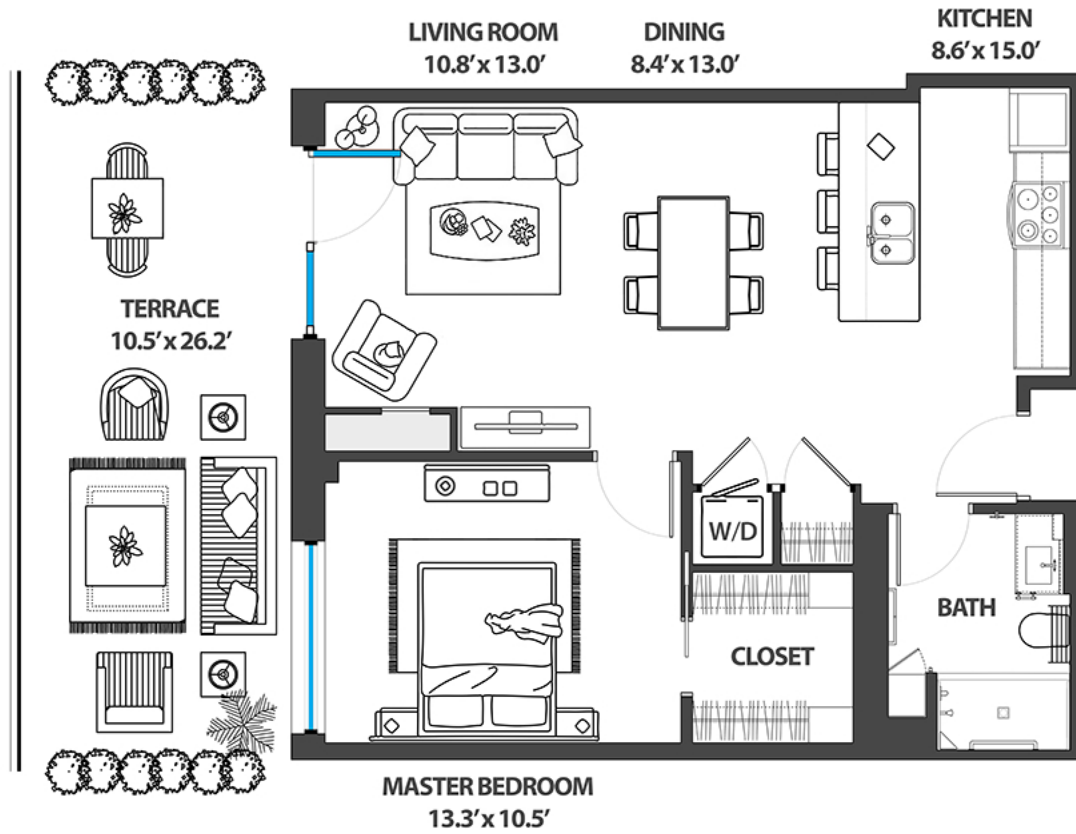 LIVING ROOM
10.8’ x 13.0’
DINING
8.4’ x 13.0’
KITCHEN
8.6’ x 15.0’
TERRACE
10.5’ x 26.2’
W/D
BATH
CLOSET
MASTER BEDROOM
13.3’ x 10.5’